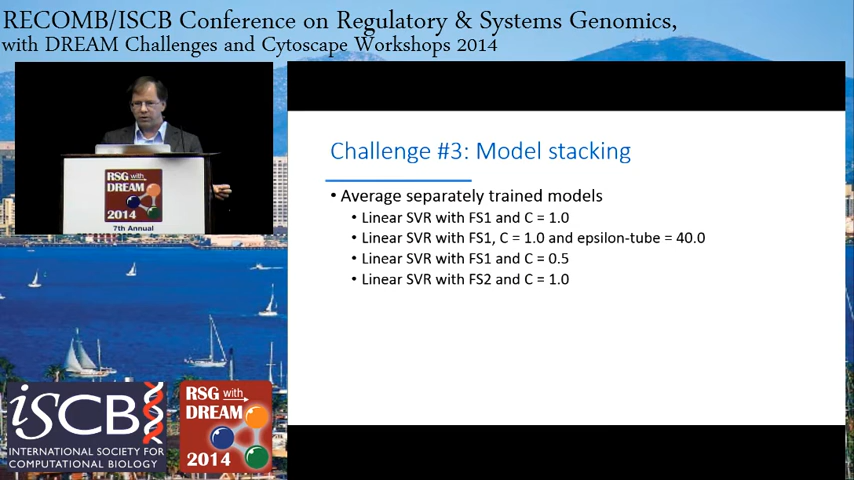 RECOMB/ISCB Conference on Regulatory & Systems Genomics,
with DREAM Challenges and Cytoscape Workshops 2014
RSG with
DREAM
2014
7th Annual
Challenge #3: Model stacking
• Average separately trained models
• Linear SVR with FS1 and C = 1.0
• Linear SVR with FS1, C = 1.0 and epsilon-tube = 40.0
• Linear SVR with FS1 and C = 0.5
• Linear SVR with FS2 and C = 1.0
iSCB
INTERNATIONAL SOCIETY FOR
COMPUTATIONAL BIOLOGY
RSG with
DREAM
2014